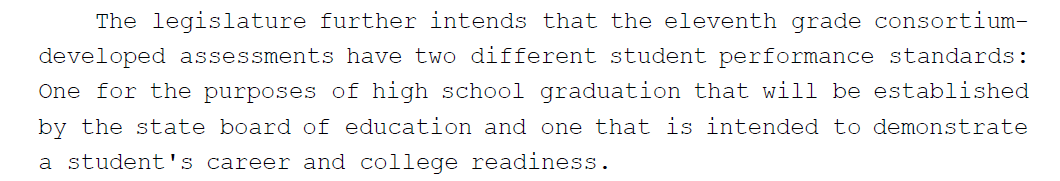 The legislature further intends that the eleventh grade consortium-
developed assessments have two different student performance standards:
One for the purposes of high school graduation that will be established
by the state board of education and one that is intended to demonstrate
a student's career and college readiness.